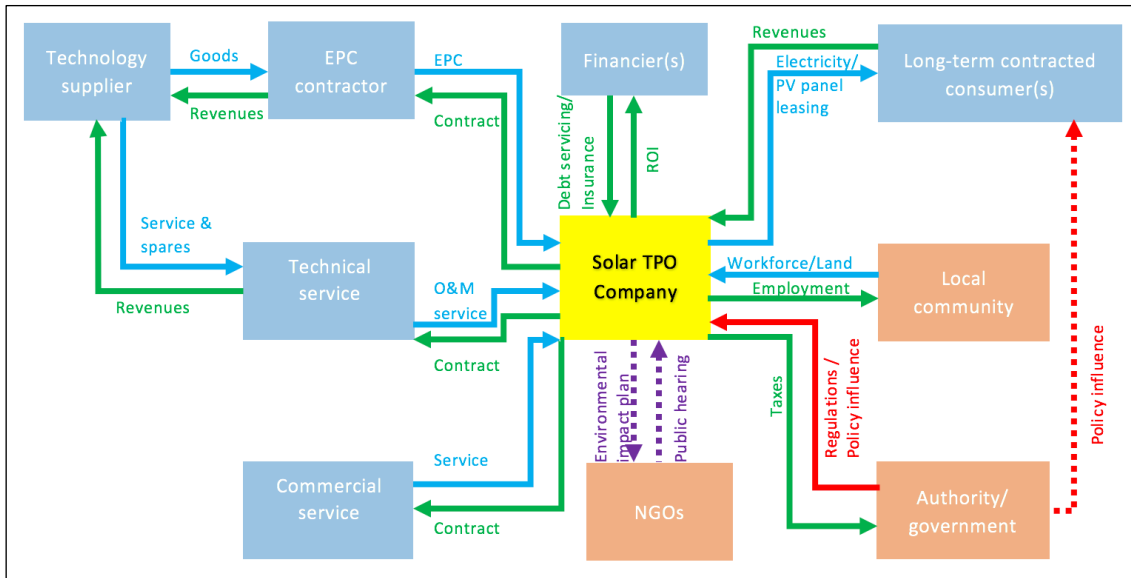 Technology
supplier
Goods
Revenues
EPC
contractor
EPC
Contract
Financier(s)
Debt servicing/
Insurance
ROI
Revenues
Electricity/
PV panel
leasing
Long-term contracted
consumer(s)
Service &
spares
Revenues
Technical
service
O&M
service
Contract
Solar TPO
Company
Workforce/Land
Employment
Local
community
Environmental
impact plan
Public hearing
Taxes
Regulations /
Policy influence
Policy influence
Commercial
service
Service
Contract
NGOs
Authority/
government